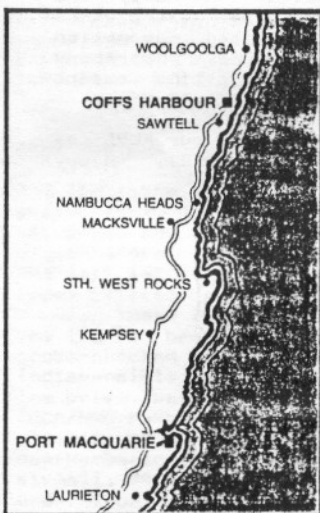 WOOLGOOLGA
COFFS HARBOUR
SAWTELL
NAMBUCCA HEADS
MACKSVILLE
STH. WEST ROCKS
KEMPSEY
PORT MACQUARIE
LAURIETON